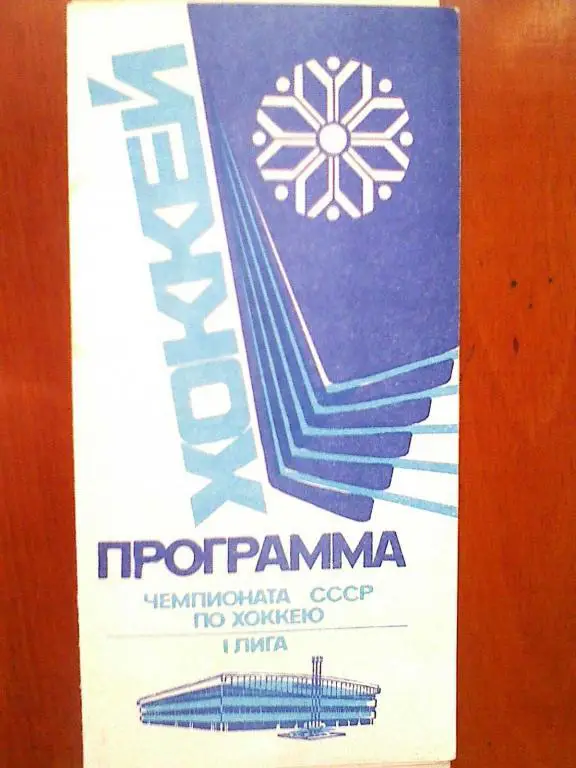 ХОККЕЙ
ПРОГРАММА
ЧЕМПИОНАТА СССР
ПО ХОККЕЮ
I ЛИГА